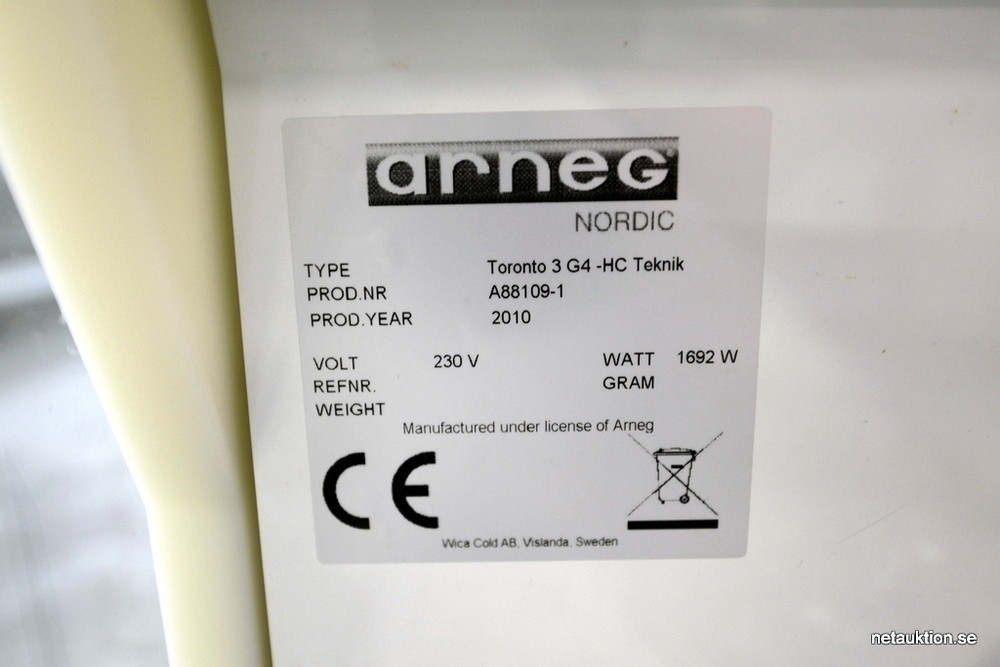 arneg
NORDIC
TYPE Toronto 3 G4 -HC Teknik
PROD.NR A88109-1
PROD.YEAR 2010
VOLT 230 V WATT 1692 W
REFNR. GRAM
WEIGHT
Manufactured under license of Arneg
CE
Wica Cold AB, Vislanda, Sweden
netauktion.se